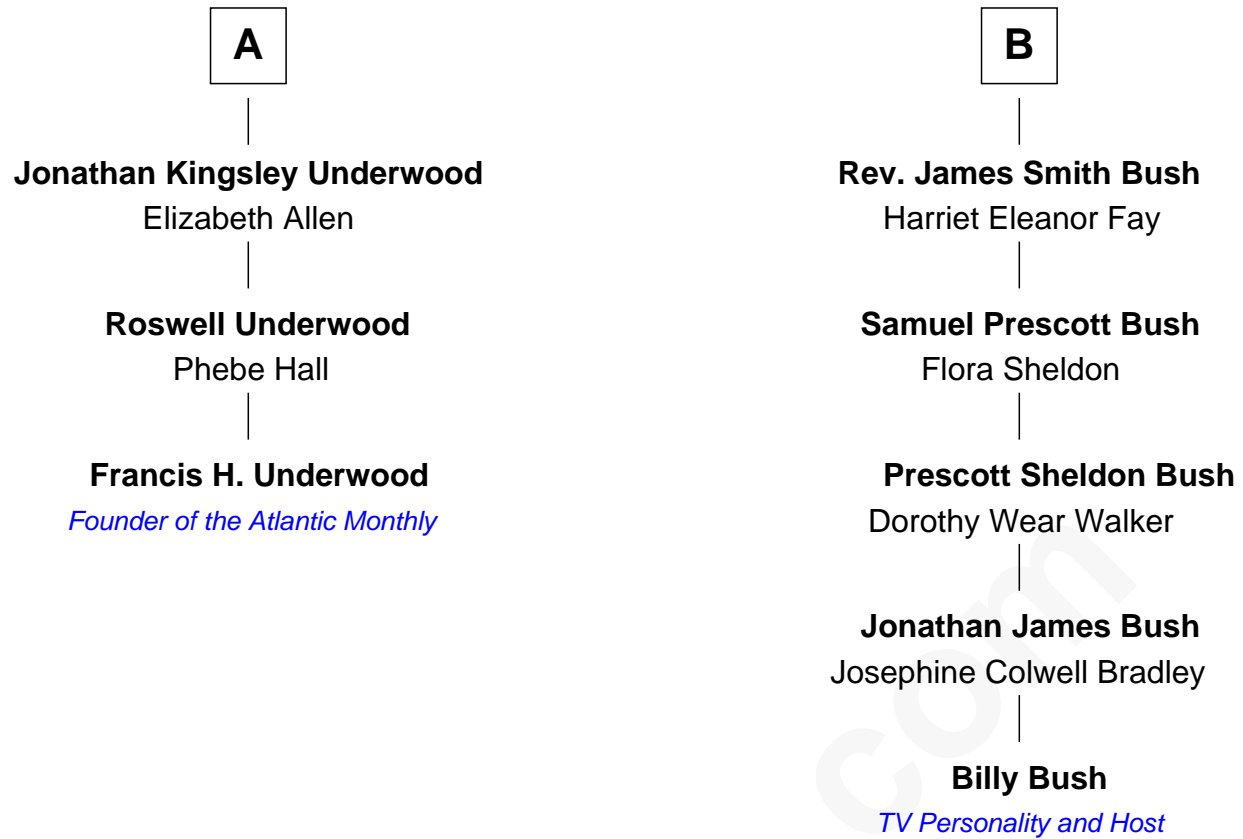 A
Jonathan Kingsley Underwood
Elizabeth Allen
Roswell Underwood
Phebe Hall
Francis H. Underwood
Founder of the Atlantic Monthly
B
Rev. James Smith Bush
Harriet Eleanor Fay
Samuel Prescott Bush
Flora Sheldon
Prescott Sheldon Bush
Dorothy Wear Walker
Jonathan James Bush
Josephine Colwell Bradley
Billy Bush
TV Personality and Host
com